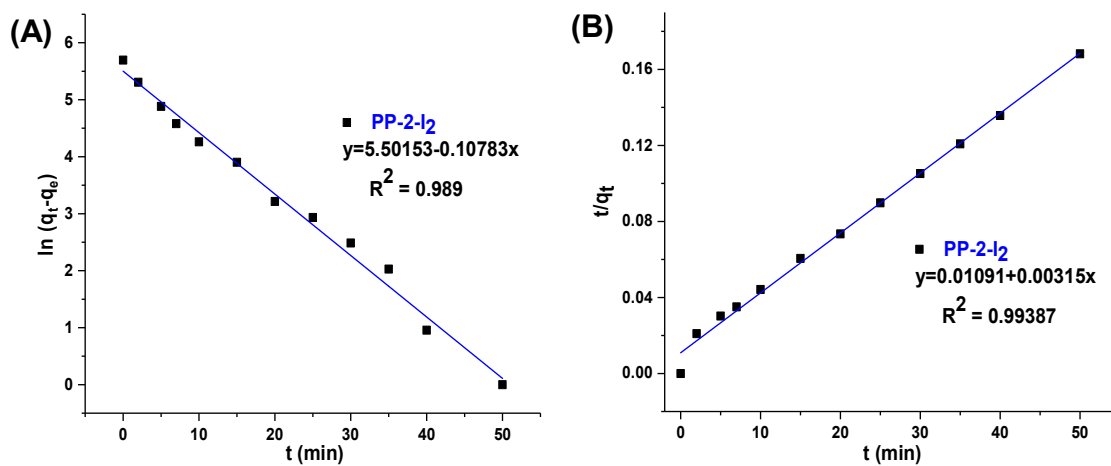 (A)
6
5
4
3
2
1
0
ln (qt-qe)
PP-2-I2
y=5.50153-0.10783x
R2 = 0.989
0 10 20 30 40 50
t (min)
(B)
0.16
0.12
0.08
0.04
0.00
t/qt
PP-2-I2
y=0.01091+0.00315x
R2 = 0.99387
0 10 20 30 40 50
t (min)